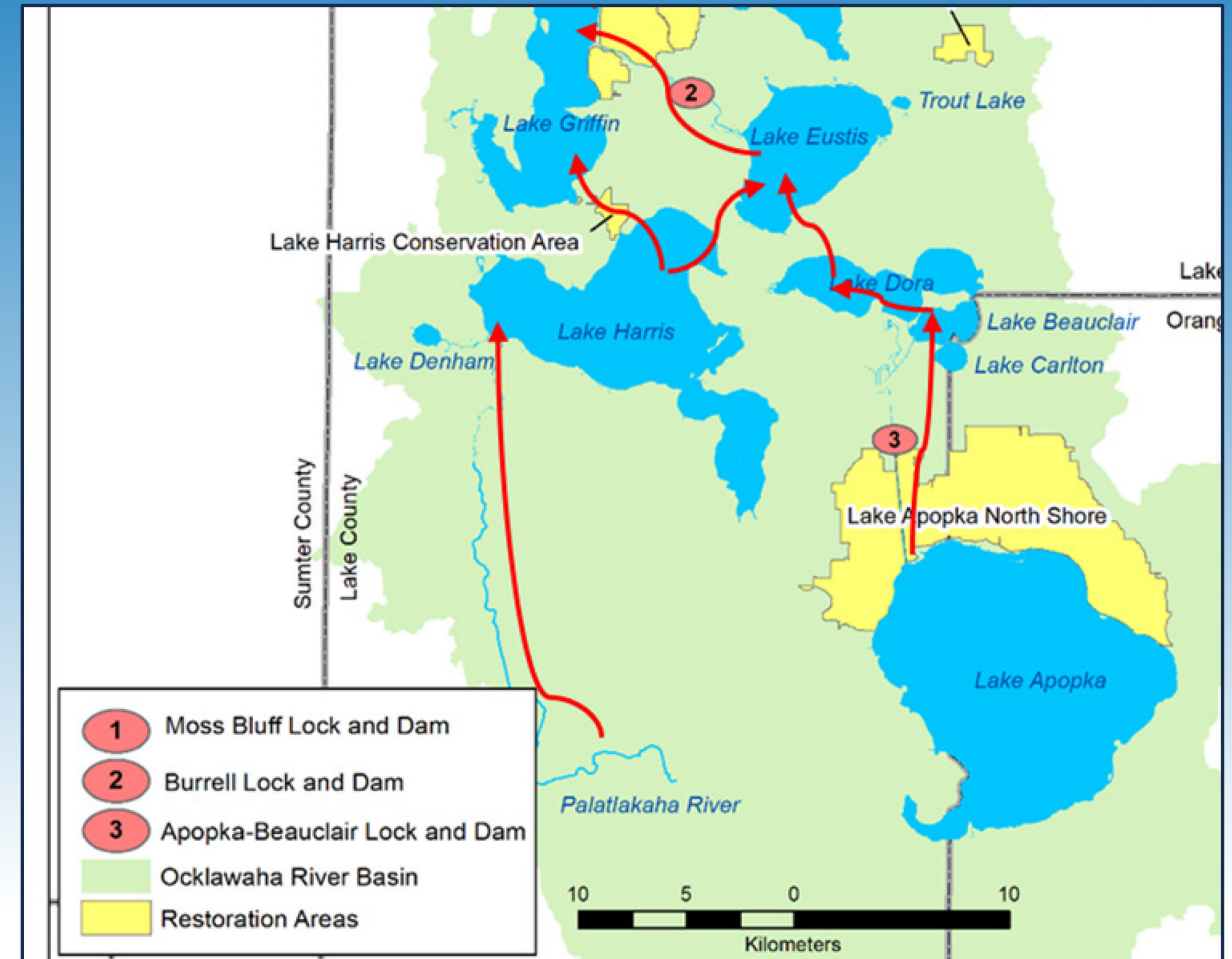 2
Trout Lake
Lake Griffin
Lake Eustis
Lake Harris Conservation Area
Lake
Lake Dora
Lake Beauclair
Orang
Lake Harris
Lake Denham
Lake Carlton
3
Sumter County
Lake County
Lake Apopka North Shore
Lake Apopka
1 Moss Bluff Lock and Dam
2 Burrell Lock and Dam
3 Apopka-Beauclair Lock and Dam
Ocklawaha River Basin
Restoration Areas
Palatlakaha River
10 5 0 10
Kilometers